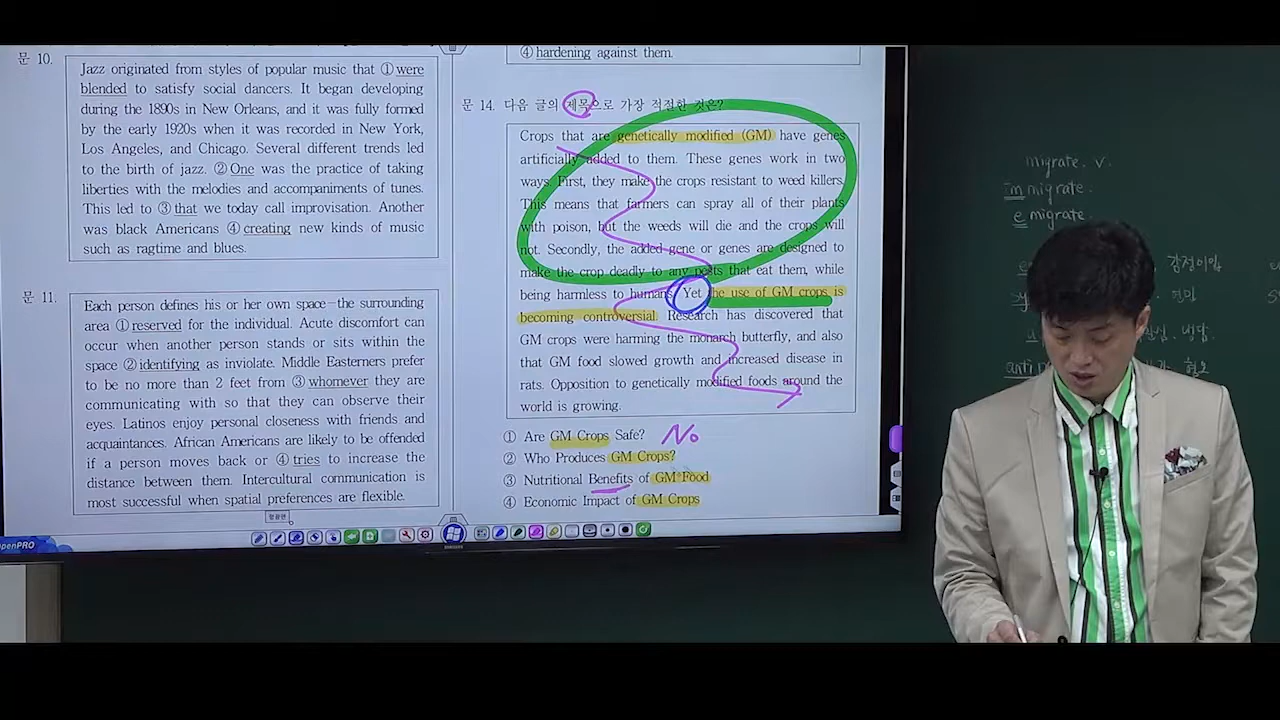 문 10.
Jazz originated from styles of popular music that ① were
blended to satisfy social dancers. It began developing
during the 1890s in New Orleans, and it was fully formed
by the early 1920s when it was recorded in New York,
Los Angeles, and Chicago. Several different trends led
to the birth of jazz. ② One was the practice of taking
liberties with the melodies and accompaniments of tunes.
This led to ③ that we today call improvisation. Another
was black Americans ④ creating new kinds of music
such as ragtime and blues.
문 11.
Each person defines his or her own space-the surrounding
area ① reserved for the individual. Acute discomfort can
occur when another person stands or sits within the
space ② identifying as inviolate. Middle Easterners prefer
to be no more than 2 feet from ③ whomever they are
communicating with so that they can observe their
eyes. Latinos enjoy personal closeness with friends and
acquaintances. African Americans are likely to be offended
if a person moves back or ④ tries to increase the
distance between them. Intercultural communication is
most successful when spatial preferences are flexible.
④ hardening against them.
문 14. 다음 글의 제목으로 가장 적절한 것은?
Crops that are genetically modified (GM) have genes
artificially added to them. These genes work in two
ways. First, they make the crops resistant to weed killers.
This means that farmers can spray all of their plants
with poison, but the weeds will die and the crops will
not. Secondly, the added gene or genes are designed to
make the crop deadly to any pests that eat them, while
being harmless to humans. Yet the use of GM crops is
becoming controversial. Research has discovered that
GM crops were harming the monarch butterfly, and also
that GM food slowed growth and increased disease in
rats. Opposition to genetically modified foods around the
world is growing.
① Are GM Crops Safe? No
② Who Produces GM Crops?
③ Nutritional Benefits of GM Food
④ Economic Impact of GM Crops
OpenPRO
migrate. v.
immigrate.
emigrate.
감정이입